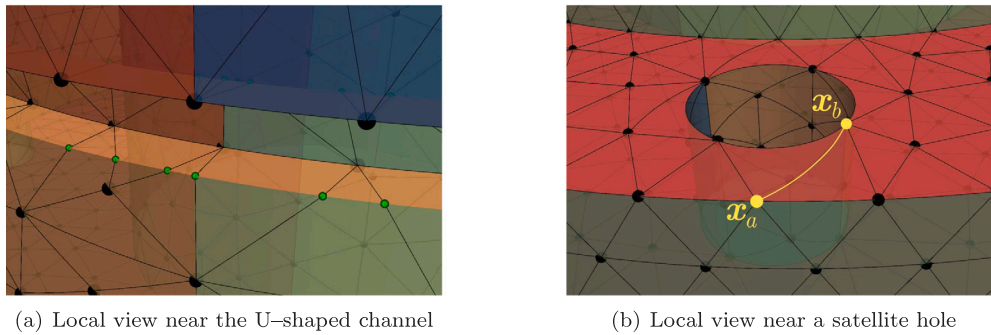 x_b
x_a
(a) Local view near the U–shaped channel
(b) Local view near a satellite hole